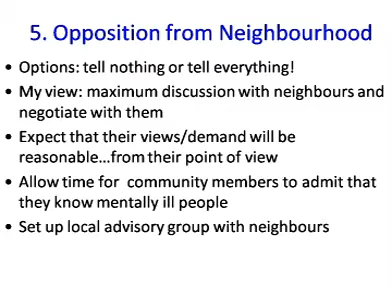 5. Opposition from Neighbourhood
• Options: tell nothing or tell everything!
• My view: maximum discussion with neighbours and
negotiate with them
• Expect that their views/demand will be
reasonable...from their point of view
• Allow time for  community members to admit that
they know mentally ill people
• Set up local advisory group with neighbours